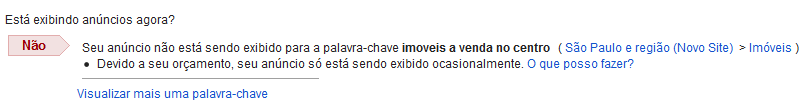 Está exibindo anúncios agora?
Não
Seu anúncio não está sendo exibido para a palavra-chave imoveis a venda no centro ( São Paulo e região (Novo Site) > Imóveis )
• Devido a seu orçamento, seu anúncio só está sendo exibido ocasionalmente. O que posso fazer?
Visualizar mais uma palavra-chave